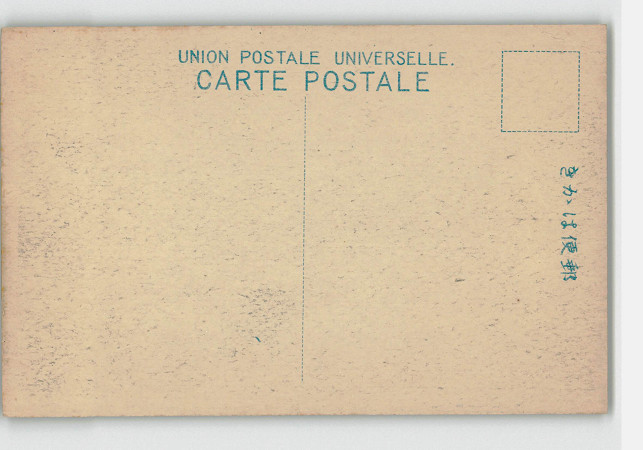 UNION POSTALE UNIVERSELLE.
CARTE POSTALE
きかは便郵